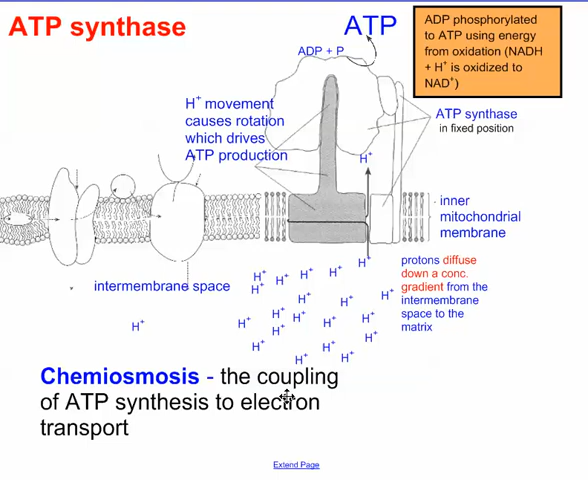 ATP synthase
ATP
ADP + P
ADP phosphorylated
to ATP using energy
from oxidation (NADH
+ H⁺ is oxidized to
NAD⁺)
H⁺ movement
causes rotation
which drives
ATP production
ATP synthase
in fixed position
H⁺
inner
mitochondrial
membrane
H⁺
protons diffuse
down a conc.
gradient from the
intermembrane
space to the
matrix
intermembrane space
H⁺ H⁺ H⁺ H⁺
H⁺ H⁺ H⁺ H⁺
H⁺ H⁺ H⁺ H⁺ H⁺ H⁺
H⁺ H⁺
H⁺ H⁺ H⁺ H⁺
Chemiosmosis - the coupling
of ATP synthesis to electron
transport
Extend Page